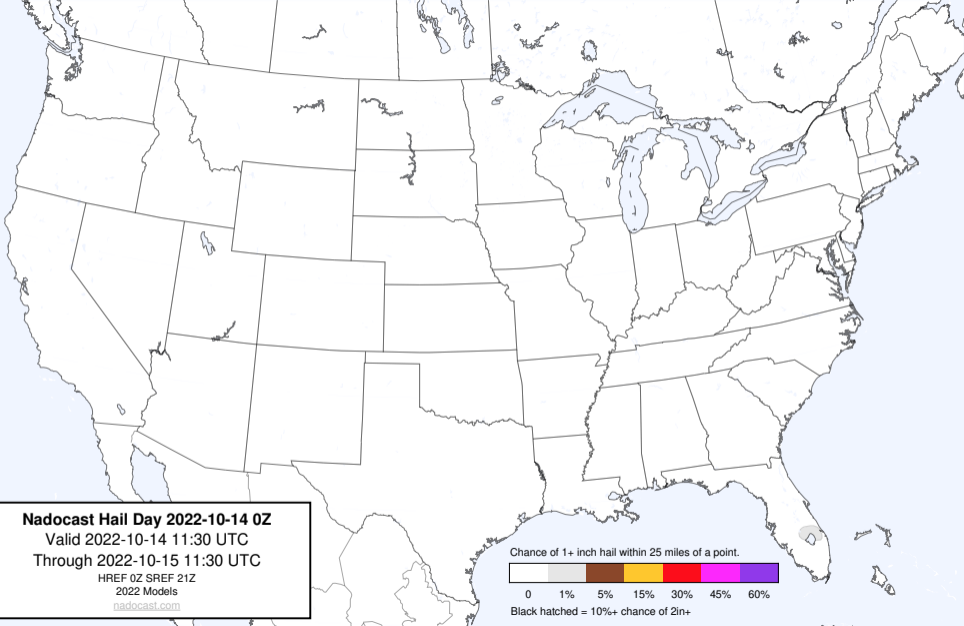 Nadocast Hail Day 2022-10-14 0Z
Valid 2022-10-14 11:30 UTC
Through 2022-10-15 11:30 UTC
HREF 0Z SREF 21Z
2022 Models
nadocast.com
Chance of 1+ inch hail within 25 miles of a point.
0 1% 5% 15% 30% 45% 60%
Black hatched = 10%+ chance of 2in+